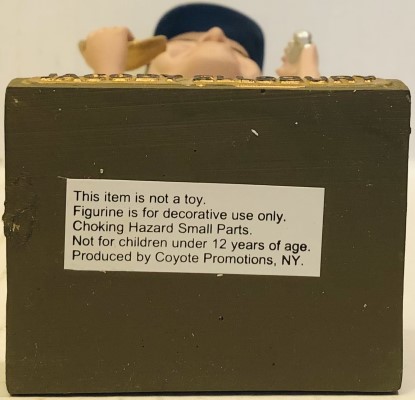 This item is not a toy.
Figurine is for decorative use only.
Choking Hazard Small Parts.
Not for children under 12 years of age.
Produced by Coyote Promotions, NY.